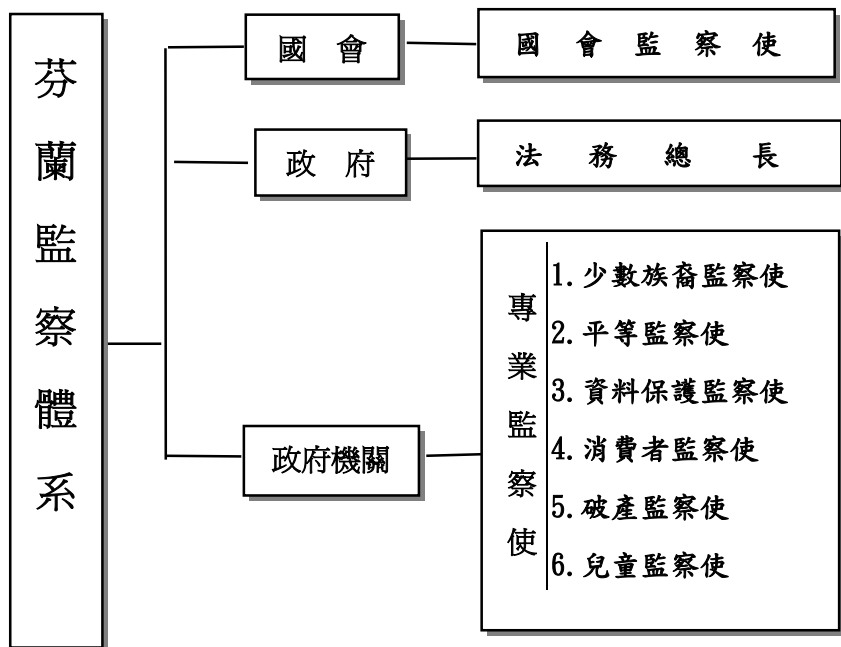 芬蘭監察體系
國會
國會監察使
政府
法務總長
政府機關
專業監察使
1.少數族裔監察使
2.平等監察使
3.資料保護監察使
4.消費者監察使
5.破產監察使
6.兒童監察使